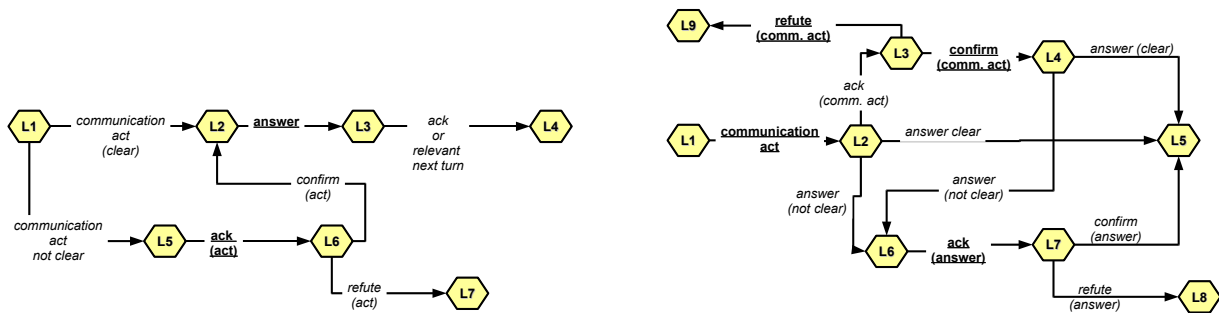 L1
communication
act
(clear)
L2
answer
L3
ack
or
relevant
next turn
L4
confirm
(act)
communication
act
not clear
L5
ack
(act)
L6
refute
(act)
L7
L9
refute
(comm. act)
L3
confirm
(comm. act)
L4
answer (clear)
ack
(comm. act)
L1
communication
act
L2
answer clear
L5
answer
(not clear)
answer
(not clear)
L6
ack
(answer)
L7
confirm
(answer)
refute
(answer)
L8